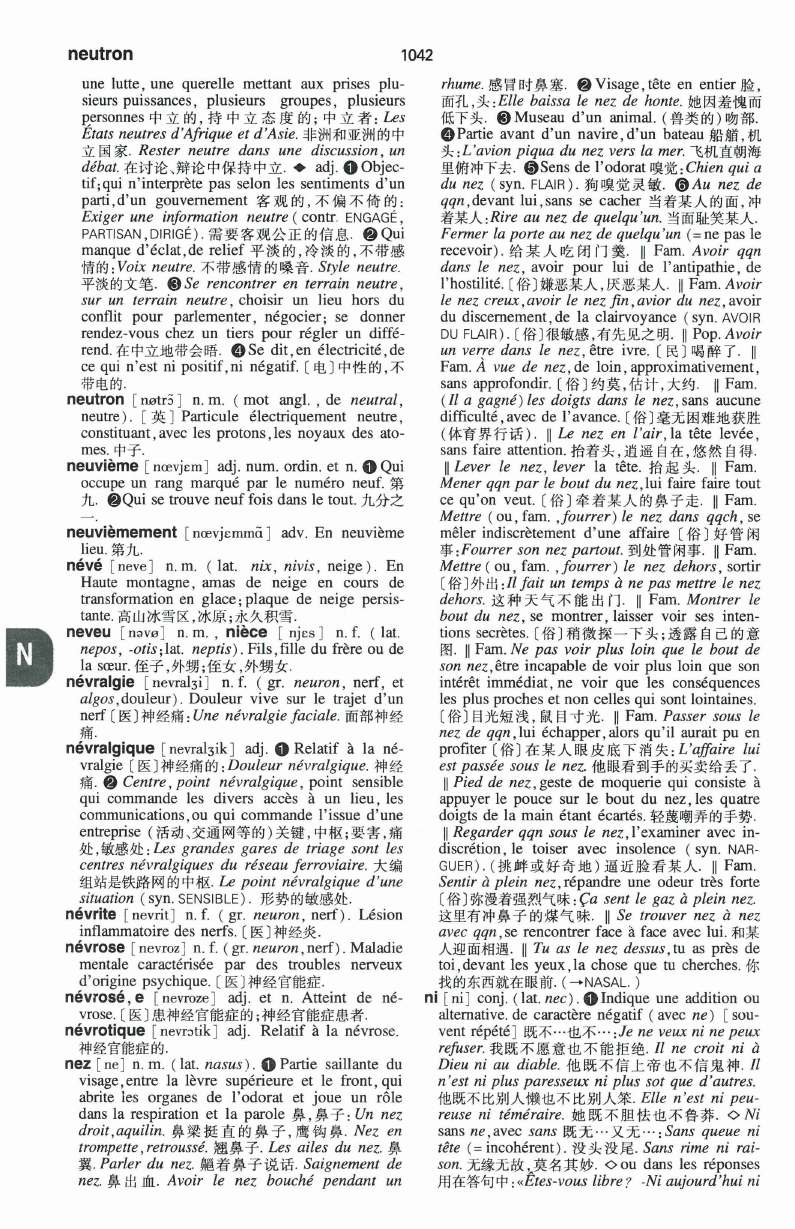 neutron
1042
une lutte, une querelle mettant aux prises plu-
sieurs puissances, plusieurs groupes, plusieurs
personnes 中立的,持中立态度的;中立者: Les
États neutres d'Afrique et d'Asie. 非洲和亚洲的中
立国家. Rester neutre dans une discussion, un
débat. 在讨论、辩论中保持中立. ◆ adj. ❶ Objec-
tif;qui n'interprète pas selon les sentiments d'un
parti,d'un gouvernement 客观的,不偏不倚的:
Exiger une information neutre ( contr. ENGAGÉ,
PARTISAN,DIRIGÉ). 需要客观公正的信息. ❷ Qui
manque d'éclat,de relief 平淡的,冷淡的,不带感
情的:Voix neutre. 不带感情的嗓音. Style neutre.
平淡的文笔. ❸ Se rencontrer en terrain neutre,
sur un terrain neutre, choisir un lieu hors du
conflit pour parlementer, négocier; se donner
rendez-vous chez un tiers pour régler un diffé-
rend. 在中立地带会晤. ❹ Se dit,en électricité,de
ce qui n'est ni positif,ni négatif. 〔电〕中性的,不
带电的.
neutron [nøtrɔ̃] n. m. ( mot angl. , de neutral,
neutre). [英] Particule électriquement neutre,
constituant,avec les protons,les noyaux des ato-
mes. 中子.
neuvième [nœvjɛm] adj. num. ordin. et n. ❶ Qui
occupe un rang marqué par le numéro neuf. 第
九. ❷Qui se trouve neuf fois dans le tout. 九分之
一.
neuvièmement [nœvjɛmmɑ̃] adv. En neuvième
lieu. 第九.
névé [neve] n. m. ( lat. nix, nivis, neige). En
Haute montagne, amas de neige en cours de
transformation en glace;plaque de neige persis-
tante. 高山冰雪区,冰原;永久积雪.
neveu [nəvø] n. m. , nièce [njɛs] n. f. ( lat.
nepos, -otis;lat. neptis). Fils,fille du frère ou de
la sœur. 侄子,外甥;侄女,外甥女.
névralgie [nevralʒi] n. f. ( gr. neuron, nerf, et
algos,douleur). Douleur vive sur le trajet d'un
nerf〔医〕神经痛:Une névralgie faciale. 面部神经
痛.
névralgique [nevralʒik] adj. ❶ Relatif à la né-
vralgie〔医〕神经痛的:Douleur névralgique. 神经
痛. ❷ Centre, point névralgique, point sensible
qui commande les divers accès à un lieu, les
communications,ou qui commande l'issue d'une
entreprise (活动、交通网等的)关键,中枢;要害,痛
处,敏感处:Les grandes gares de triage sont les
centres névralgiques du réseau ferroviaire. 大编
组站是铁路网的中枢. Le point névralgique d'une
situation (syn. SENSIBLE). 形势的敏感处.
névrite [nevrit] n. f. ( gr. neuron, nerf). Lésion
inflammatoire des nerfs. 〔医〕神经炎.
névrose [nevroz] n. f. (gr. neuron,nerf). Maladie
mentale caractérisée par des troubles nerveux
d'origine psychique. 〔医〕神经官能症.
névrosé, e [nevroze] adj. et n. Atteint de né-
vrose. 〔医〕患神经官能症的;神经官能症患者.
névrotique [nevrɔtik] adj. Relatif à la névrose.
神经官能症的.
nez [ne] n. m. (lat. nasus). ❶ Partie saillante du
visage,entre la lèvre supérieure et le front, qui
abrite les organes de l'odorat et joue un rôle
dans la respiration et la parole 鼻,鼻子:Un nez
droit,aquilin. 鼻梁挺直的鼻子,鹰钩鼻. Nez en
trompette,retroussé. 翘鼻子. Les ailes du nez. 鼻
翼. Parler du nez. 齆着鼻子说话. Saignement de
nez. 鼻出血. Avoir le nez bouché pendant un
N
rhume. 感冒时鼻塞. ❷ Visage,tête en entier 脸,
面孔,头:Elle baissa le nez de honte. 她因羞愧而
低下头. ❸ Museau d'un animal. (兽类的)吻部.
❹Partie avant d'un navire,d'un bateau 船艏,机
头:L'avion piqua du nez vers la mer. 飞机直朝海
里俯冲下去. ❺Sens de l'odorat 嗅觉:Chien qui a
du nez (syn. FLAIR). 狗嗅觉灵敏. ❻ Au nez de
qqn,devant lui,sans se cacher 当着某人的面,冲
着某人:Rire au nez de quelqu'un. 当面耻笑某人.
Fermer la porte au nez de quelqu'un (=ne pas le
recevoir). 给某人吃闭门羹. ‖ Fam. Avoir qqn
dans le nez, avoir pour lui de l'antipathie, de
l'hostilité. 〔俗〕嫌恶某人,厌恶某人. ‖ Fam. Avoir
le nez creux,avoir le nez fin,avior du nez,avoir
du discernement,de la clairvoyance (syn. AVOIR
DU FLAIR). 〔俗〕很敏感,有先见之明. ‖ Pop. Avoir
un verre dans le nez, être ivre. 〔民〕喝醉了. ‖
Fam. À vue de nez, de loin, approximativement,
sans approfondir. 〔俗〕约莫,估计,大约. ‖ Fam.
(Il a gagné) les doigts dans le nez,sans aucune
difficulté,avec de l'avance. 〔俗〕毫无困难地获胜
(体育界行话). ‖ Le nez en l'air, la tête levée,
sans faire attention. 抬着头,逍遥自在,悠然自得.
‖ Lever le nez, lever la tête. 抬起头. ‖ Fam.
Mener qqn par le bout du nez,lui faire faire tout
ce qu'on veut. 〔俗〕牵着某人的鼻子走. ‖ Fam.
Mettre (ou, fam. ,fourrer) le nez dans qqch, se
mêler indiscrètement d'une affaire 〔俗〕好管闲
事:Fourrer son nez partout. 到处管闲事. ‖ Fam.
Mettre ( ou, fam. ,fourrer) le nez dehors, sortir
〔俗〕外出:Il fait un temps à ne pas mettre le nez
dehors. 这种天气不能出门. ‖ Fam. Montrer le
bout du nez, se montrer, laisser voir ses inten-
tions secrètes. 〔俗〕稍微探一下头;透露自己的意
图. ‖ Fam. Ne pas voir plus loin que le bout de
son nez,être incapable de voir plus loin que son
intérêt immédiat, ne voir que les conséquences
les plus proches et non celles qui sont lointaines.
〔俗〕目光短浅,鼠目寸光. ‖ Fam. Passer sous le
nez de qqn,lui échapper,alors qu'il aurait pu en
profiter〔俗〕在某人眼皮底下消失:L'affaire lui
est passée sous le nez. 他眼看到手的买卖给丢了.
‖ Pied de nez,geste de moquerie qui consiste à
appuyer le pouce sur le bout du nez,les quatre
doigts de la main étant écartés. 轻蔑嘲弄的手势.
‖ Regarder qqn sous le nez,l'examiner avec in-
discrétion, le toiser avec insolence ( syn. NAR-
GUER). (挑衅或好奇地)逼近脸看某人. ‖ Fam.
Sentir à plein nez,répandre une odeur très forte
〔俗〕弥漫着强烈气味:Ça sent le gaz à plein nez.
这里有冲鼻子的煤气味. ‖ Se trouver nez à nez
avec qqn,se rencontrer face à face avec lui. 和某
人迎面相遇. ‖ Tu as le nez dessus,tu as près de
toi,devant les yeux,la chose que tu cherches. 你
找的东西就在眼前. (→NASAL. )
ni [ni] conj. (lat. nec). ❶Indique une addition ou
alternative. de caractère négatif (avec ne) [sou-
vent répété] 既不…也不…:Je ne veux ni ne peux
refuser. 我既不愿意也不能拒绝. Il ne croit ni à
Dieu ni au diable. 他既不信上帝也不信鬼神. Il
n'est ni plus paresseux ni plus sot que d'autres.
他既不比别人懒也不比别人笨. Elle n'est ni peu-
reuse ni téméraire. 她既不胆怯也不鲁莽. ◇ Ni
sans ne,avec sans 既无…又无…:Sans queue ni
tête (=incohérent). 没头没尾. Sans rime ni rai-
son. 无缘无故,莫名其妙. ◇ou dans les réponses
用在答句中:«Êtes-vous libre? -Ni aujourd'hui ni